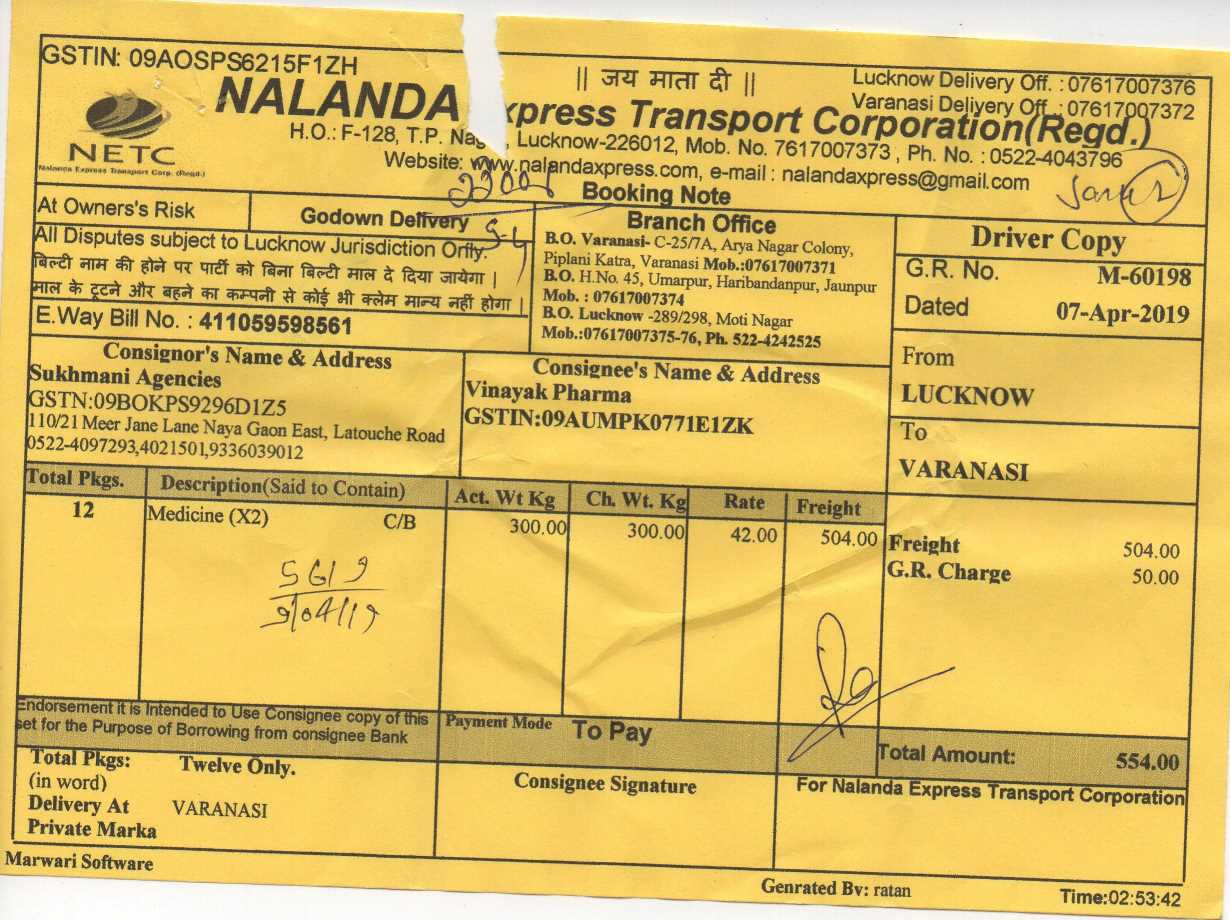 GSTIN: 09AOSPS6215F1ZH
|| जय माता दी ||
Lucknow Delivery Off. : 07617007376
Varanasi Delivery Off. : 07617007372
NALANDA xpress Transport Corporation(Regd.)
NETC
Nalanda Express Transport Corp. (Regd.)
H.O.: F-128, T.P. Nag , Lucknow-226012, Mob. No. 7617007373 , Ph. No. : 0522-4043796
Website: www.nalandaxpress.com, e-mail : nalandaxpress@gmail.com
Booking Note
At Owners's Risk
Godown Delivery
All Disputes subject to Lucknow Jurisdiction Only.
बिल्टी नाम की होने पर पार्टी को बिना बिल्टी माल दे दिया जायेगा |
माल के टूटने और बहने का कम्पनी से कोई भी क्लेम मान्य नहीं होगा |
E.Way Bill No. : 411059598561
Branch Office
B.O. Varanasi- C-25/7A, Arya Nagar Colony,
Piplani Katra, Varanasi Mob.:07617007371
B.O. H.No. 45, Umarpur, Haribandanpur, Jaunpur
Mob. : 07617007374
B.O. Lucknow -289/298, Moti Nagar
Mob.:07617007375-76, Ph. 522-4242525
Driver Copy
G.R. No. M-60198
Dated 07-Apr-2019
From
LUCKNOW
To
VARANASI
Consignor's Name & Address
Sukhmani Agencies
GSTN:09BOKPS9296D1Z5
110/21 Meer Jane Lane Naya Gaon East, Latouche Road
0522-4097293,4021501,9336039012
Consignee's Name & Address
Vinayak Pharma
GSTIN:09AUMPK0771E1ZK
Total Pkgs. Description(Said to Contain) Act. Wt Kg Ch. Wt. Kg Rate Freight
12 Medicine (X2) C/B 300.00 300.00 42.00 504.00
Freight 504.00
G.R. Charge 50.00
5619
9/04/19
Endorsement it is Intended to Use Consignee copy of this
set for the Purpose of Borrowing from consignee Bank
Payment Mode To Pay
Total Amount: 554.00
Total Pkgs: Twelve Only.
(in word)
Delivery At VARANASI
Private Marka
Consignee Signature
For Nalanda Express Transport Corporation
Marwari Software
Genrated By: ratan
Time:02:53:42